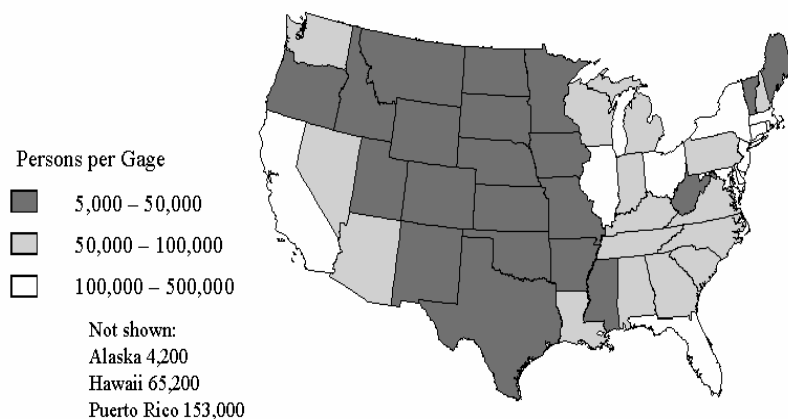 Persons per Gage
5,000 – 50,000
50,000 – 100,000
100,000 – 500,000
Not shown:
Alaska 4,200
Hawaii 65,200
Puerto Rico 153,000